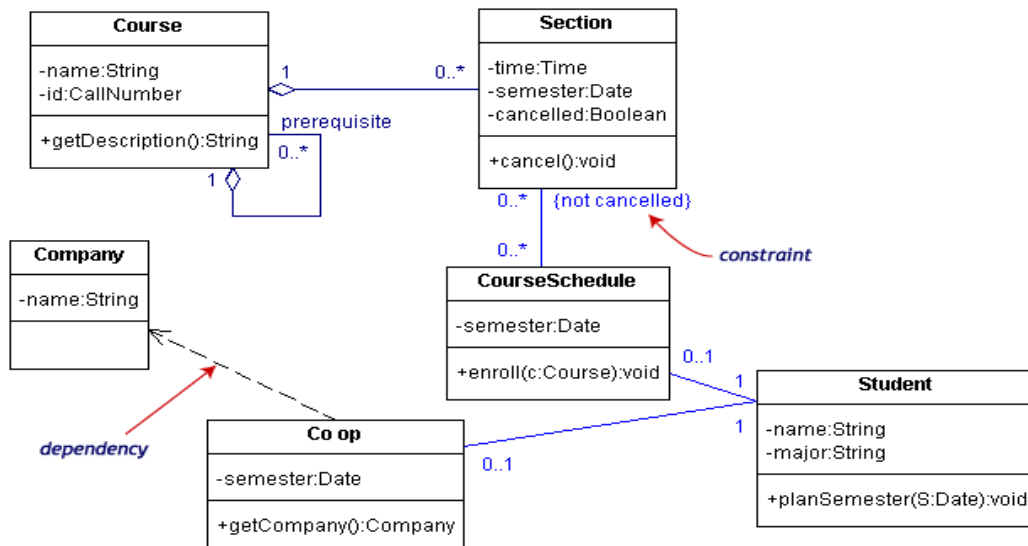 Course
-name:String
-id:CallNumber
+getDescription():String
1
0..*
prerequisite
0..*
1
Section
-time:Time
-semester:Date
-cancelled:Boolean
+cancel():void
0..*
{not cancelled}
constraint
0..*
Company
-name:String
CourseSchedule
-semester:Date
+enroll(c:Course):void
0..1
1
Student
-name:String
-major:String
+planSemester(S:Date):void
1
0..1
dependency
Co op
-semester:Date
+getCompany():Company